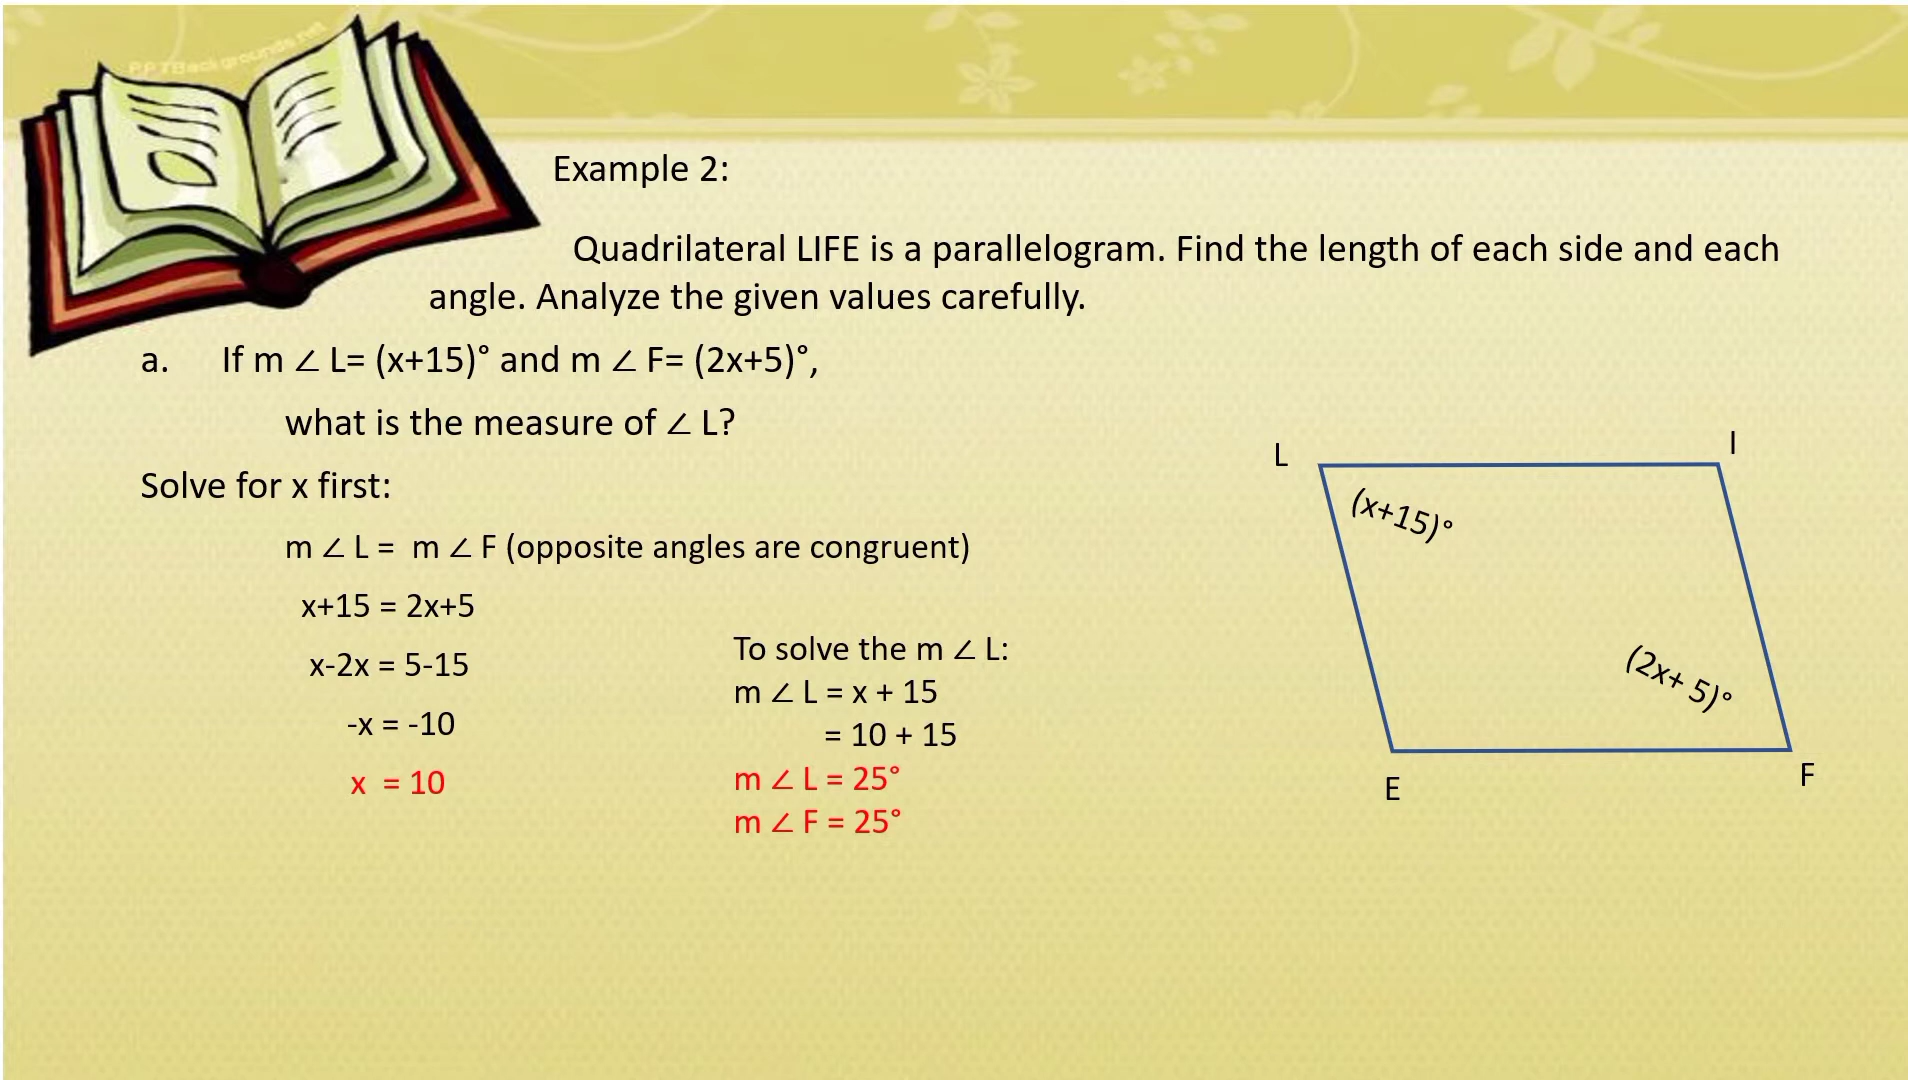 PPTBackgrounds.net
Example 2:
Quadrilateral LIFE is a parallelogram. Find the length of each side and each
angle. Analyze the given values carefully.
a. If m ∠ L= (x+15)° and m ∠ F= (2x+5)°,
what is the measure of ∠ L?
Solve for x first:
m ∠ L = m ∠ F (opposite angles are congruent)
x+15 = 2x+5
x-2x = 5-15
-x = -10
x = 10
To solve the m ∠ L:
m ∠ L = x + 15
= 10 + 15
m ∠ L = 25°
m ∠ F = 25°
L
I
(x+15)°
(2x+ 5)°
E
F